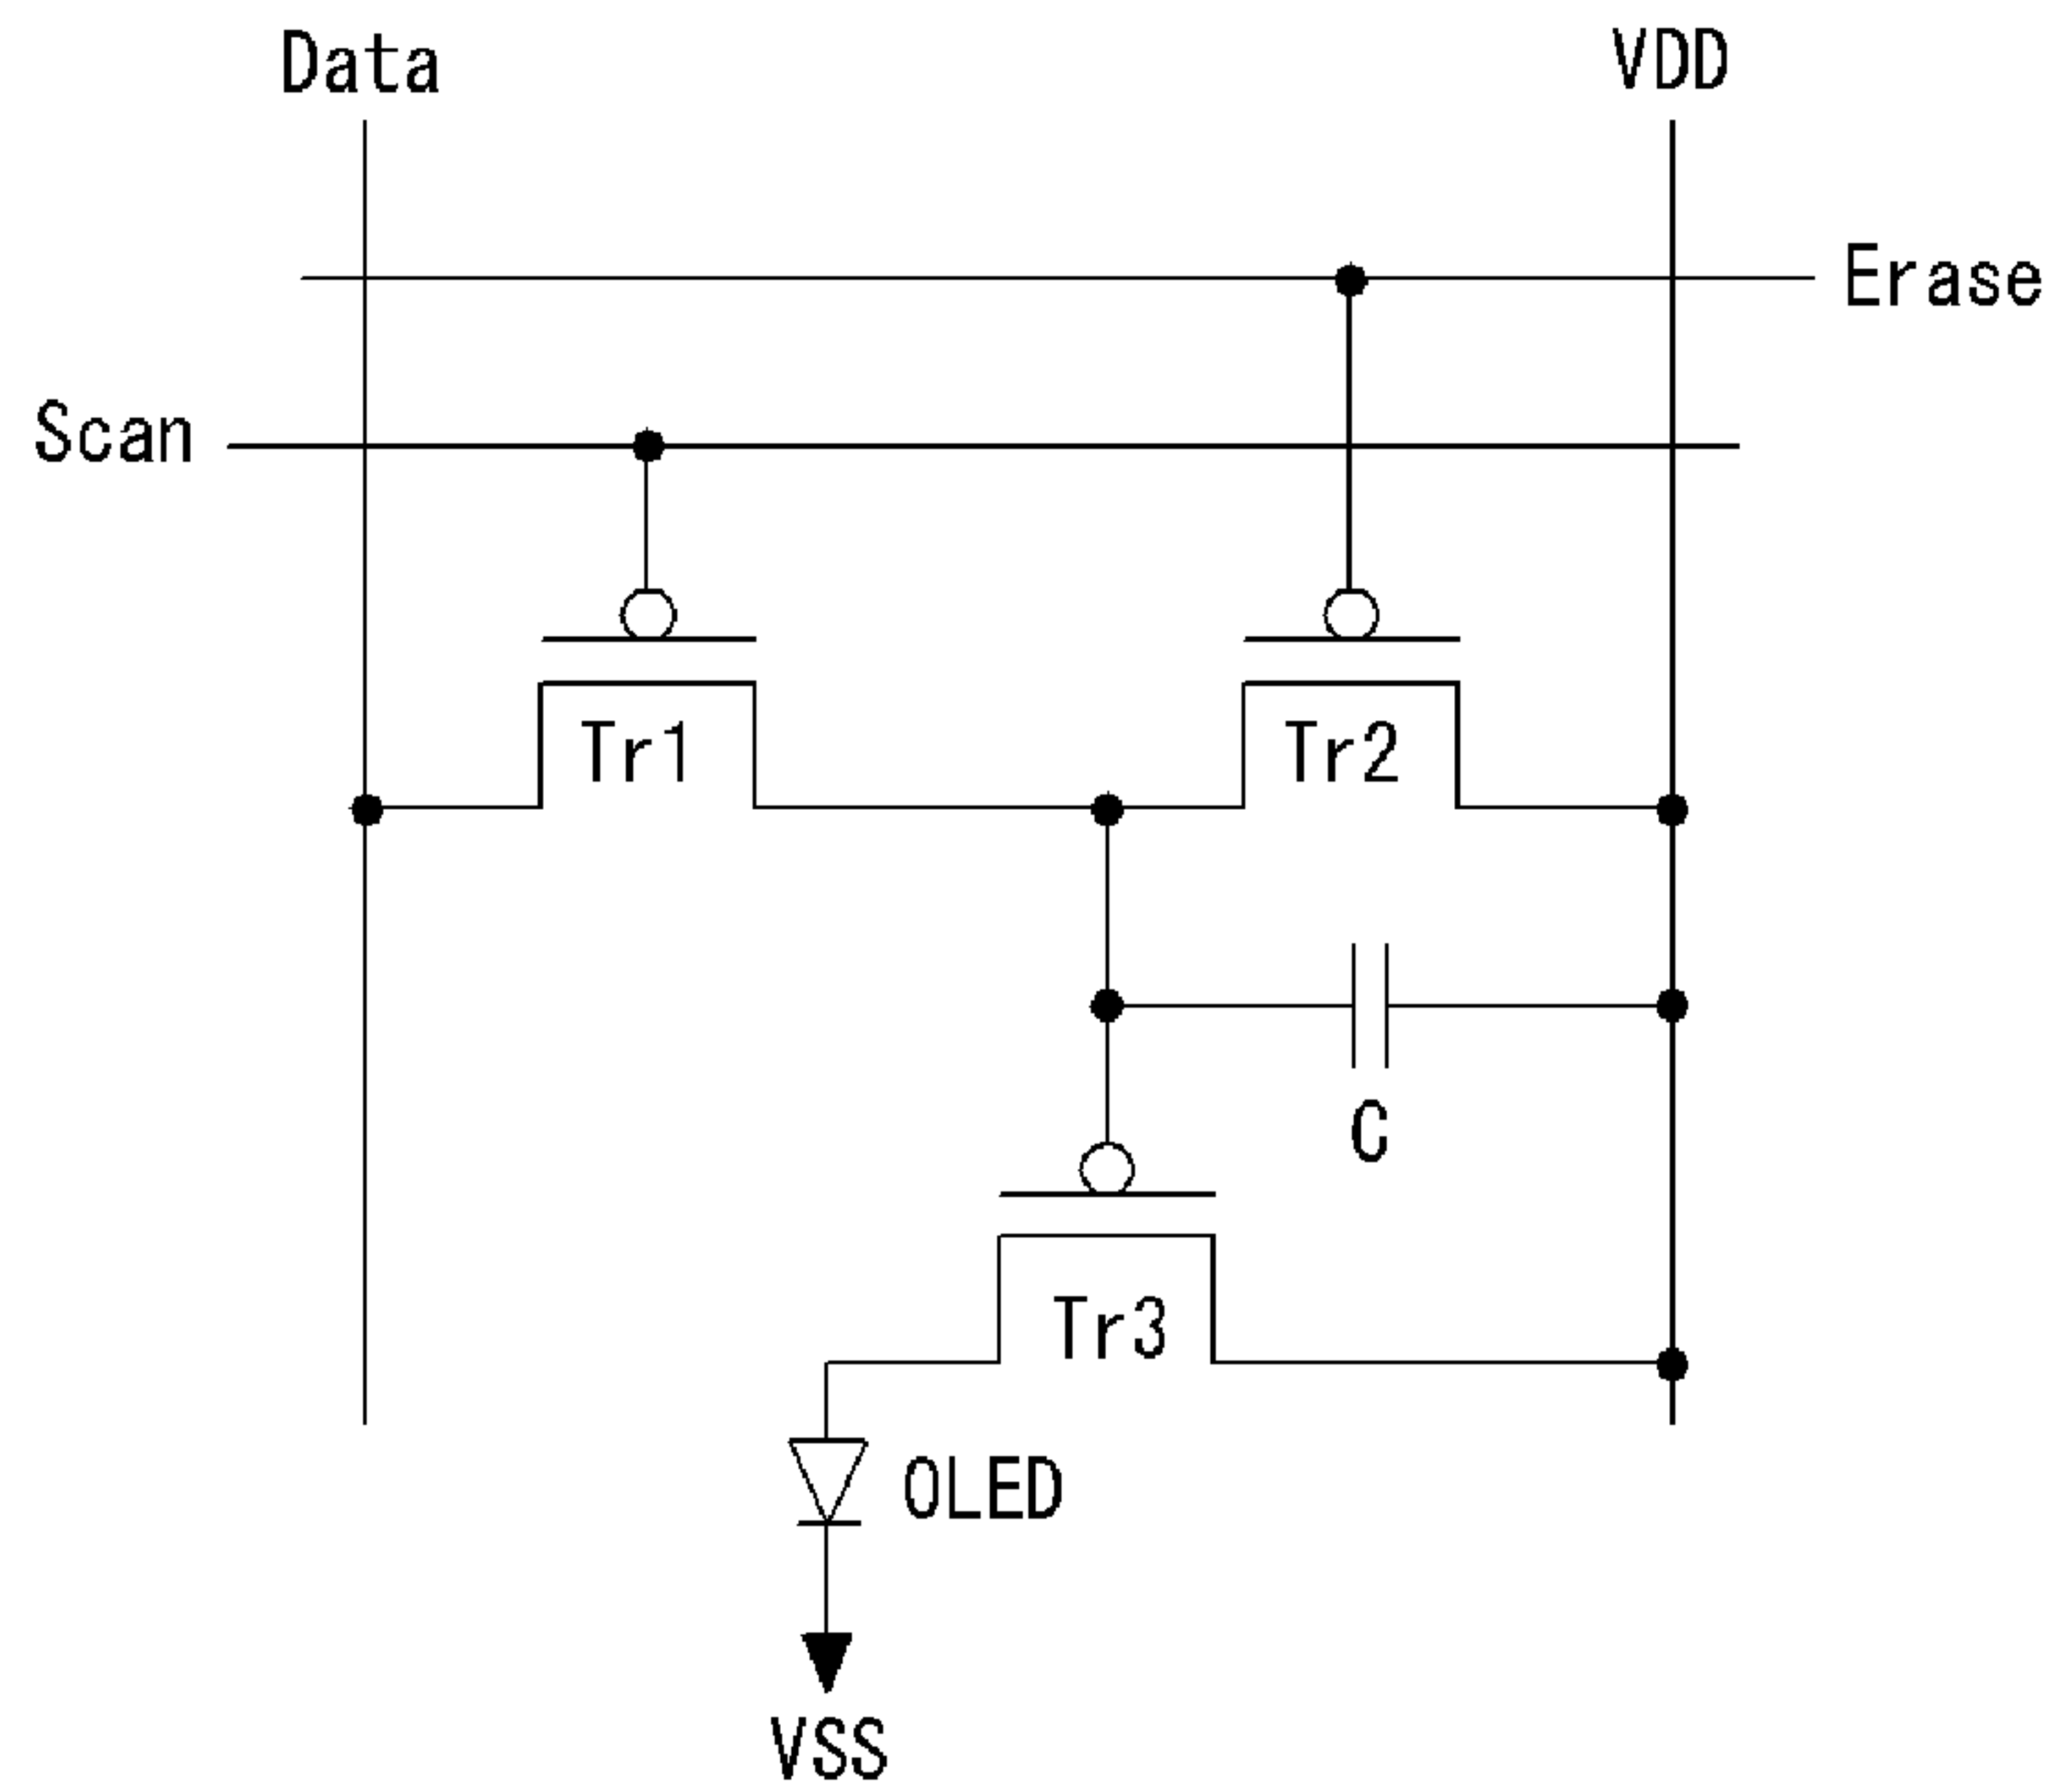 Data
VDD
Erase
Scan
Tr1
Tr2
C
Tr3
OLED
VSS